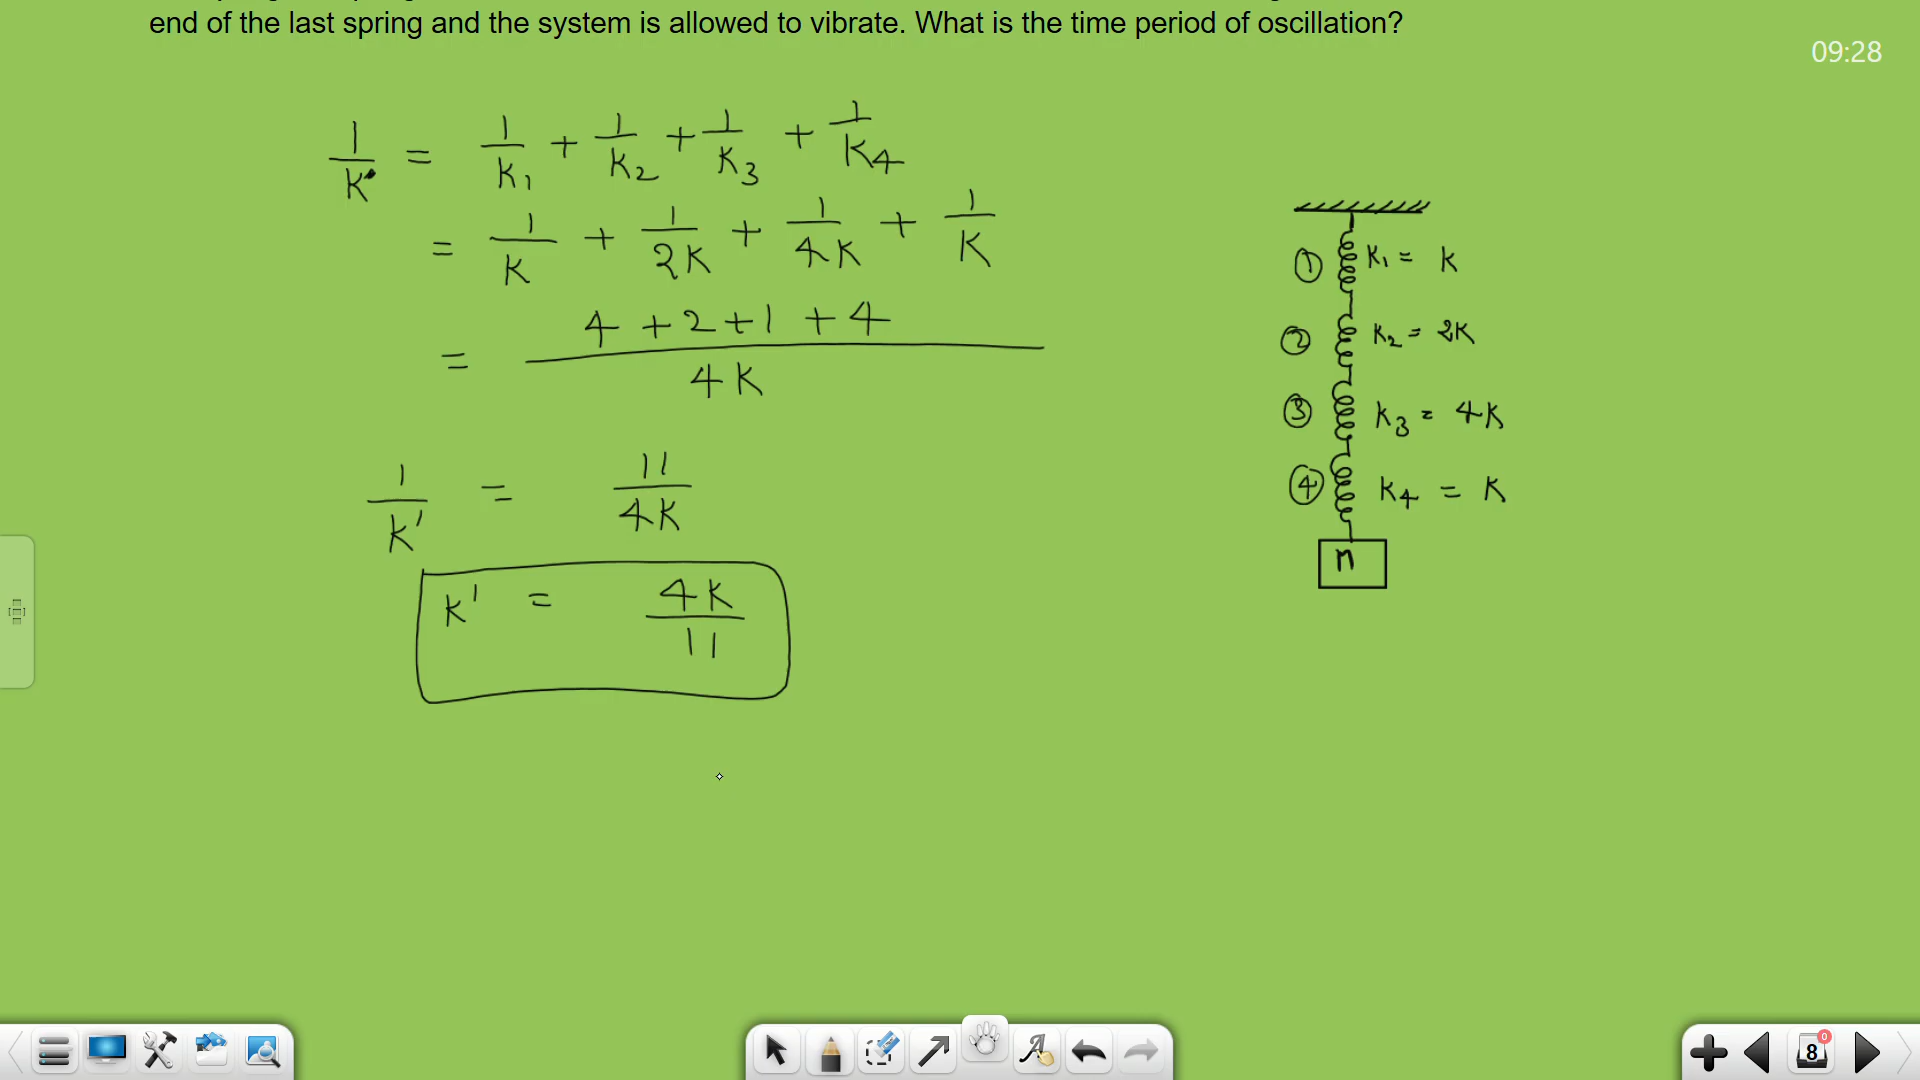 end of the last spring and the system is allowed to vibrate. What is the time period of oscillation?
09:28
1/K' = 1/K₁ + 1/K₂ + 1/K₃ + 1/K₄
= 1/K + 1/2K + 1/4K + 1/K
= (4 + 2 + 1 + 4)/4K
1/K' = 11/4K
K' = 4K/11
① K₁ = K
② K₂ = 2K
③ K₃ = 4K
④ K₄ = K
m
8
0